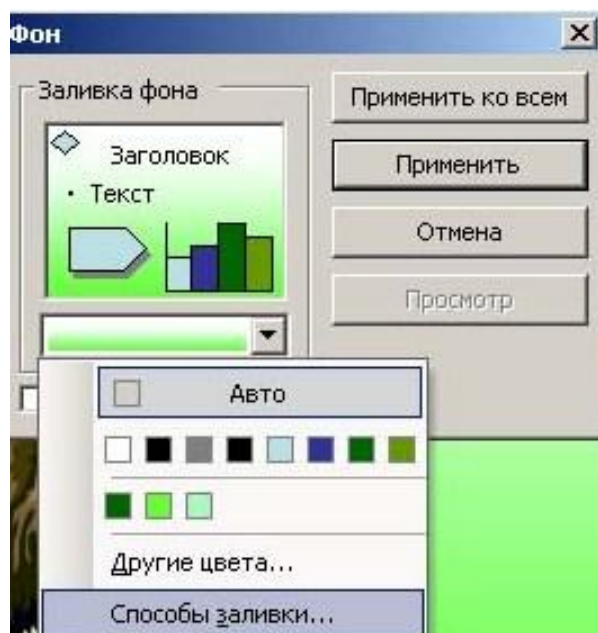 Фон
Заливка фона
Заголовок
· Текст
Применить ко всем
Применить
Отмена
Просмотр
Авто
Другие цвета...
Способы заливки...